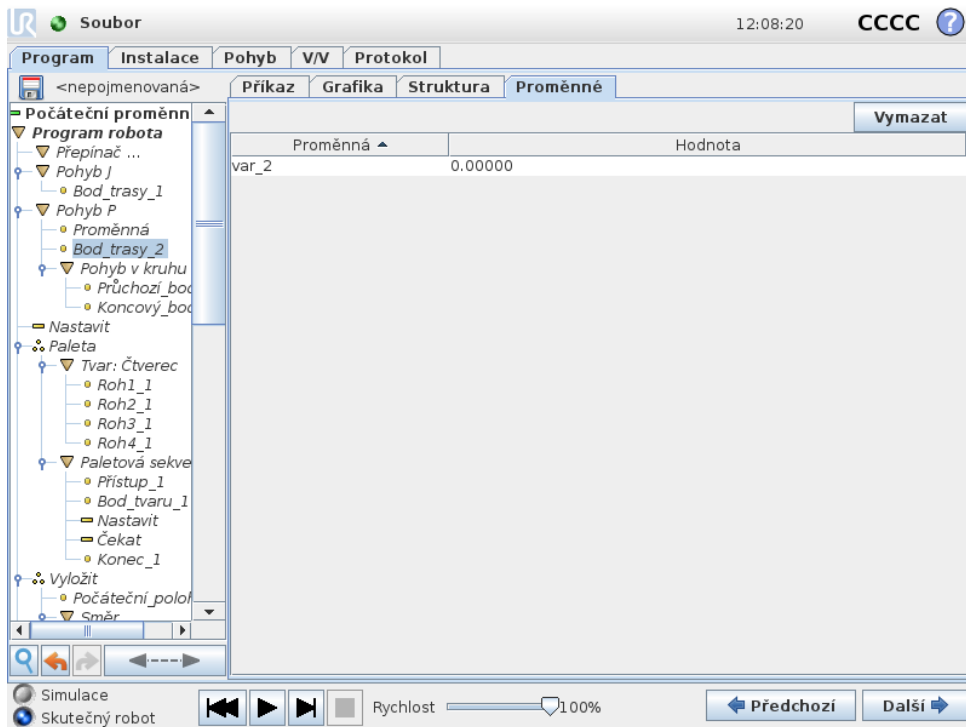 UR Soubor 12:08:20 CCCC ?
Program Instalace Pohyb V/V Protokol
<nepojmenovaná> Příkaz Grafika Struktura Proměnné
Počáteční proměnn
Vymazat
Program robota
Proměnná Hodnota
Přepínač ...
var_2 0.00000
Pohyb J
Bod_trasy_1
Pohyb P
Proměnná
Bod_trasy_2
Pohyb v kruhu
Průchozí_bod
Koncový_bod
Nastavit
Paleta
Tvar: Čtverec
Roh1_1
Roh2_1
Roh3_1
Roh4_1
Paletová sekve
Přístup_1
Bod_tvaru_1
Nastavit
Čekat
Konec_1
Vyložit
Počáteční_poloh
Směr
Simulace
Skutečný robot
Rychlost 100%
Předchozí Další